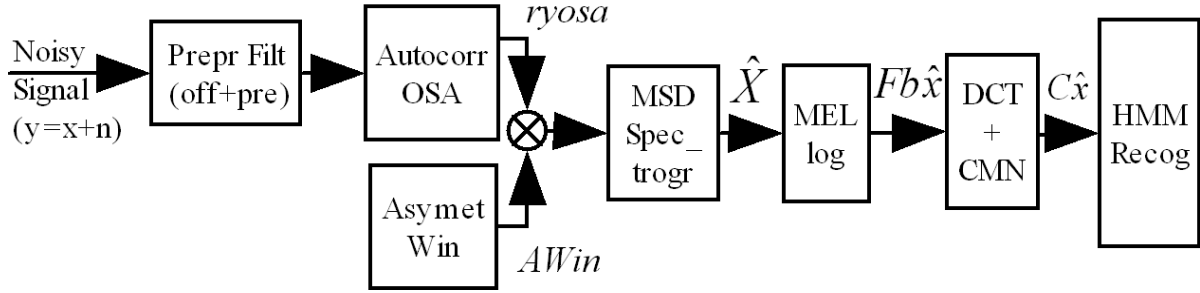 Noisy
Signal
(y=x+n)
Prepr Filt
(off+pre)
Autocorr
OSA
ryosa
Asymet
Win
AWin
MSD
Spec_
trogr
X̂
MEL
log
Fbx̂
DCT
+
CMN
Cx̂
HMM
Recog